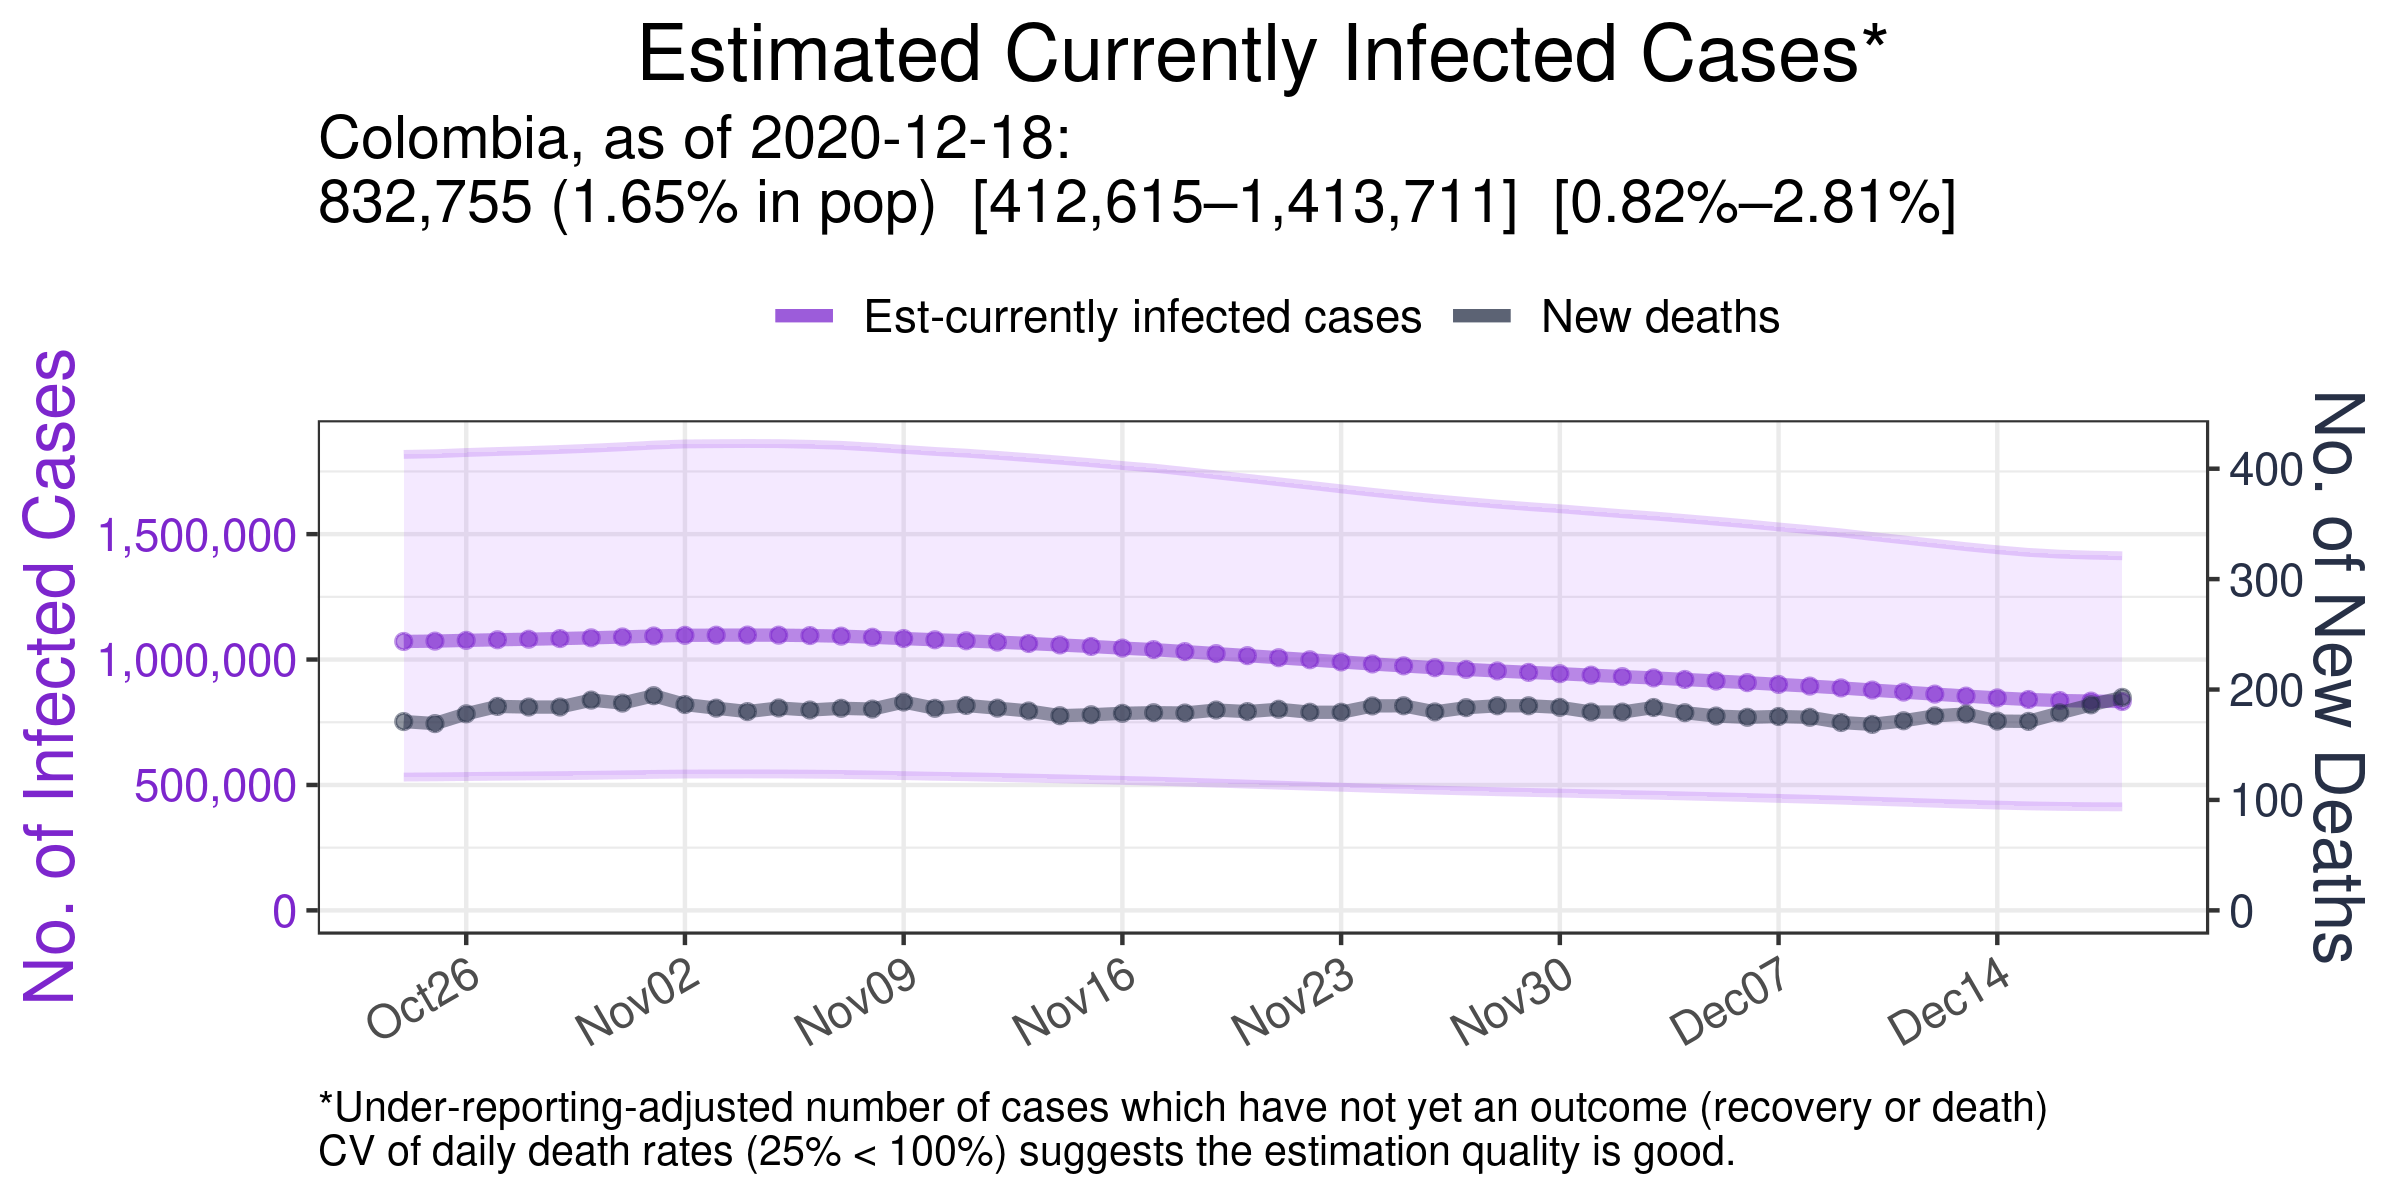 Estimated Currently Infected Cases*
Colombia, as of 2020-12-18:
832,755 (1.65% in pop)  [412,615–1,413,711]  [0.82%–2.81%]
Est-currently infected cases
New deaths
No. of Infected Cases
1,500,000
1,000,000
500,000
0
400
300
200
100
0
No. of New Deaths
Oct26
Nov02
Nov09
Nov16
Nov23
Nov30
Dec07
Dec14
*Under-reporting-adjusted number of cases which have not yet an outcome (recovery or death)
CV of daily death rates (25% < 100%) suggests the estimation quality is good.